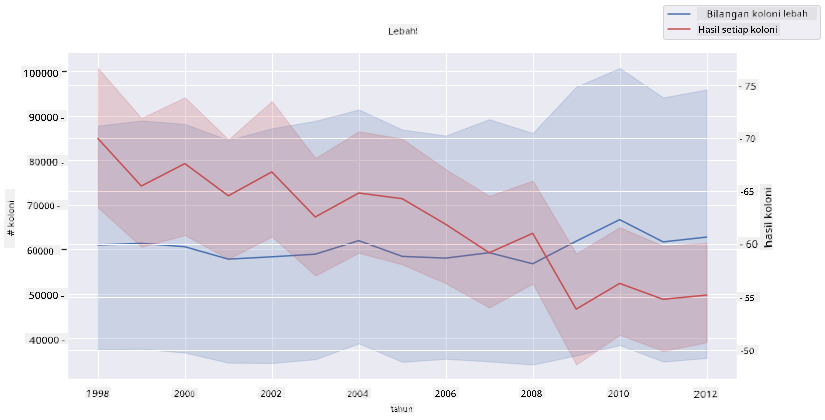 Bilangan koloni lebah
Hasil setiap koloni
Lebah!
100000 -
90000 -
80000 -
70000 -
60000 -
50000 -
40000 -
# koloni
- 75
- 70
-65
- 60
- 55
-50
hasil koloni
1998 2000 2002 2004 2006 2008 2010 2012
tahun